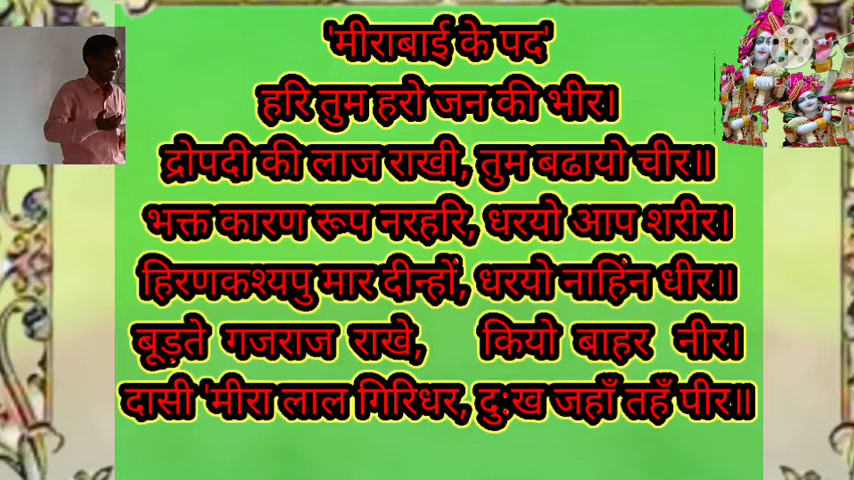 'मीराबाई के पद'
हरि तुम हरो जन की भीर।
द्रोपदी की लाज राखी, तुम बढायो चीर॥
भक्त कारण रूप नरहरि, धरयो आप शरीर।
हिरणकश्यपु मार दीन्हों, धरयो नाहिंन धीर॥
बूड़ते गजराज राखे, कियो बाहर नीर।
दासी 'मीरा लाल गिरिधर, दु:ख जहाँ तहँ पीर॥
K
KINEMASTER